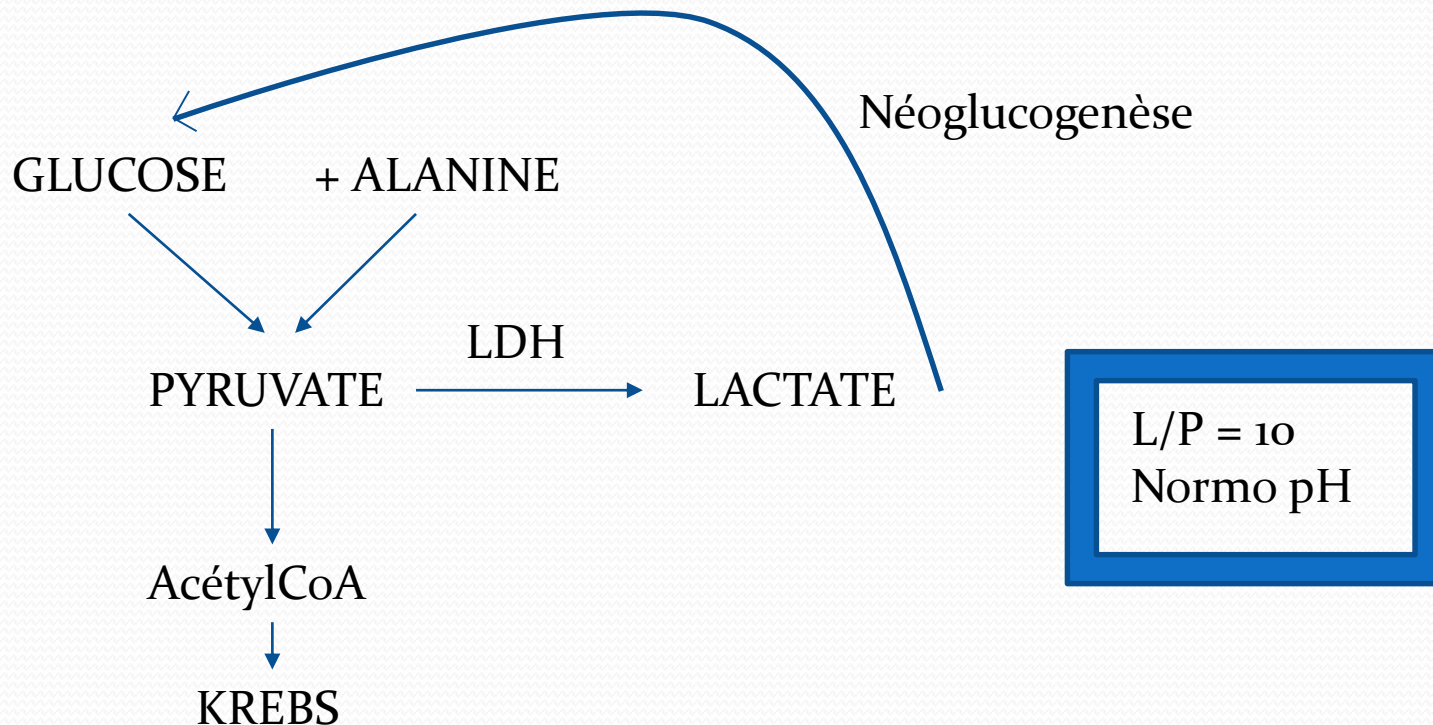 Néoglucogenèse
GLUCOSE + ALANINE
LDH
PYRUVATE LACTATE
L/P = 10
Normo pH
AcétylCoA
KREBS